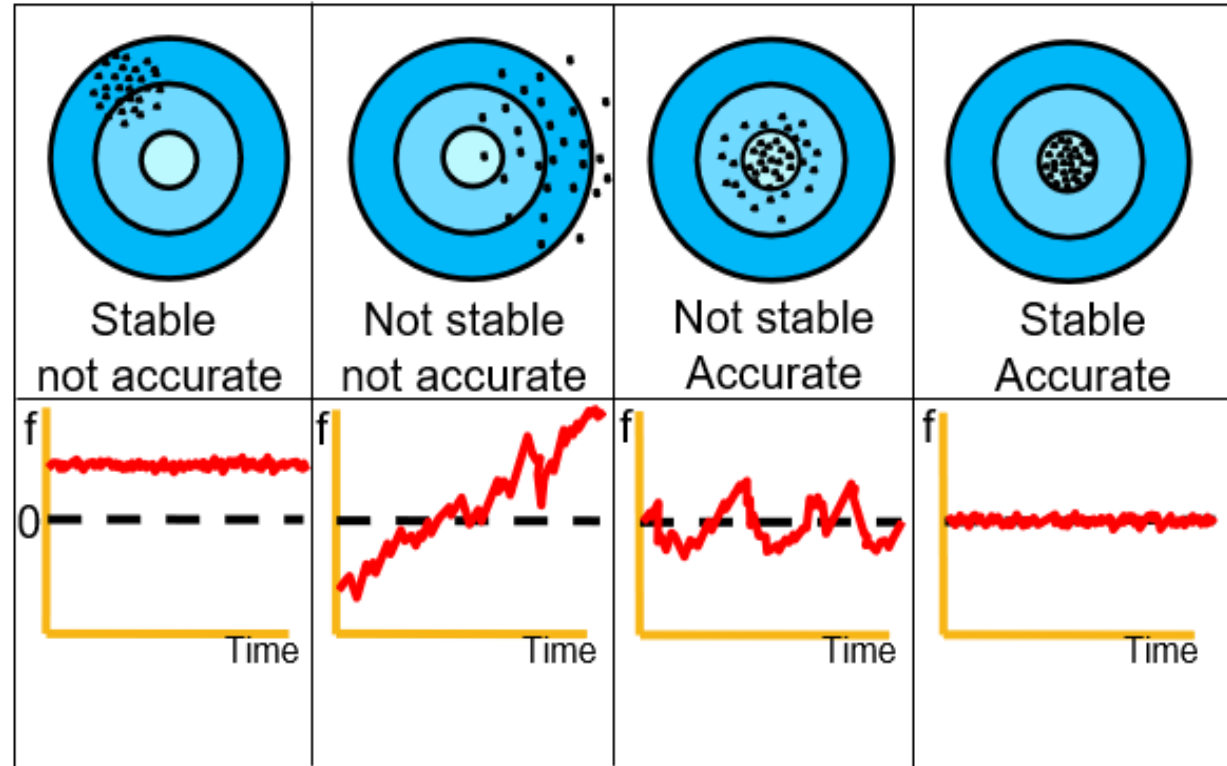 Stable
not accurate
Not stable
not accurate
Not stable
Accurate
Stable
Accurate
f
0
Time
f
Time
f
Time
f
Time